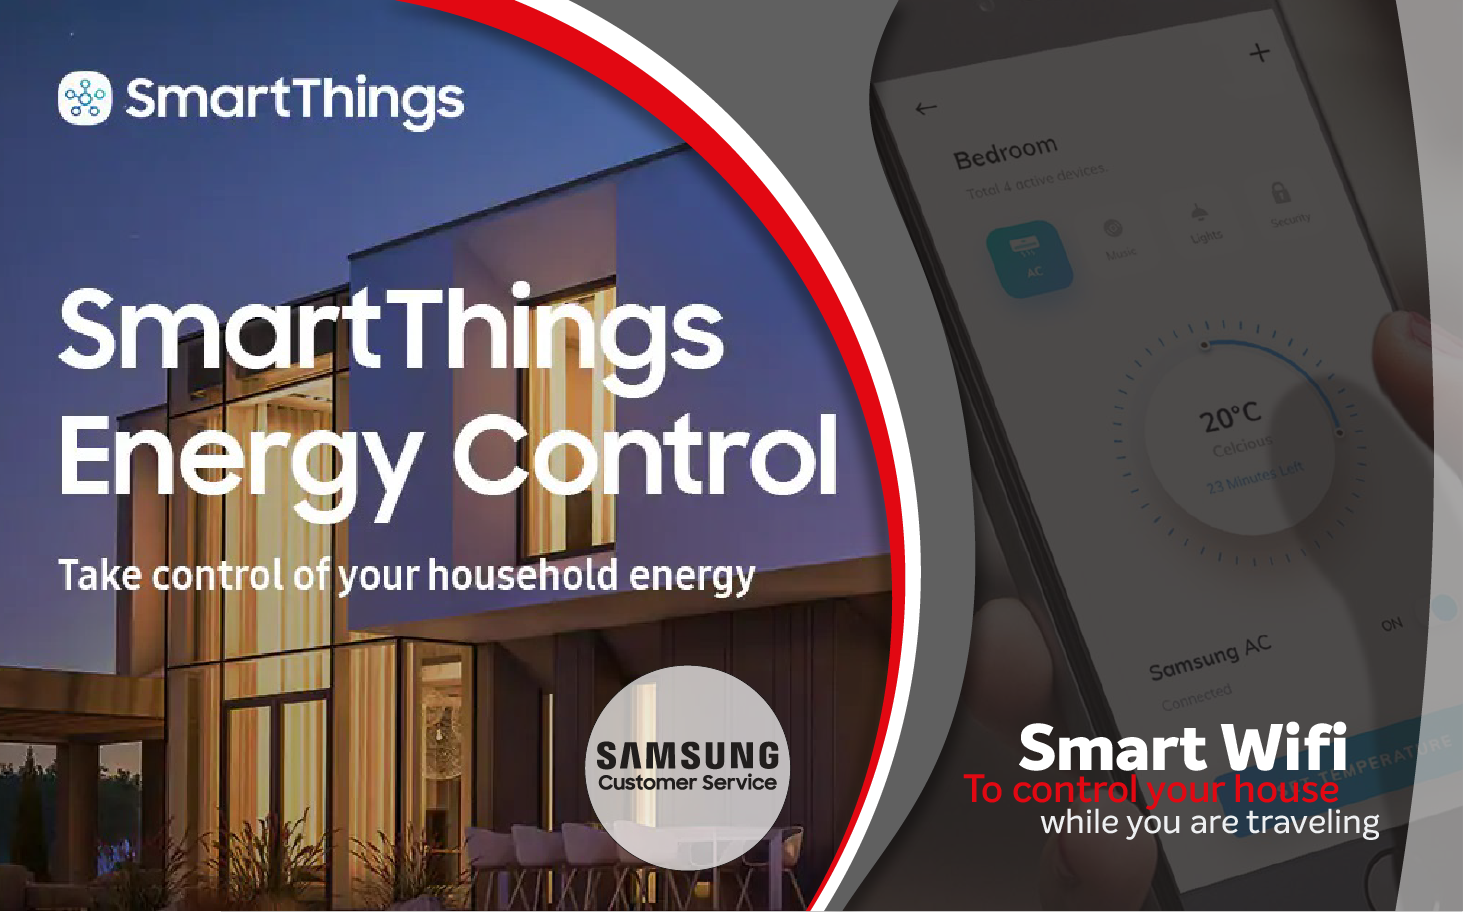 SmartThings
SmartThings
Energy Control
Take control of your household energy
SAMSUNG
Customer Service
Bedroom
Total 4 active devices.
AC
Music
Lights
Security
20°C
Celcious
23 Minutes Left
Samsung AC
ON
Connected
TEMPERATURE
Smart Wifi
To control your house
while you are traveling